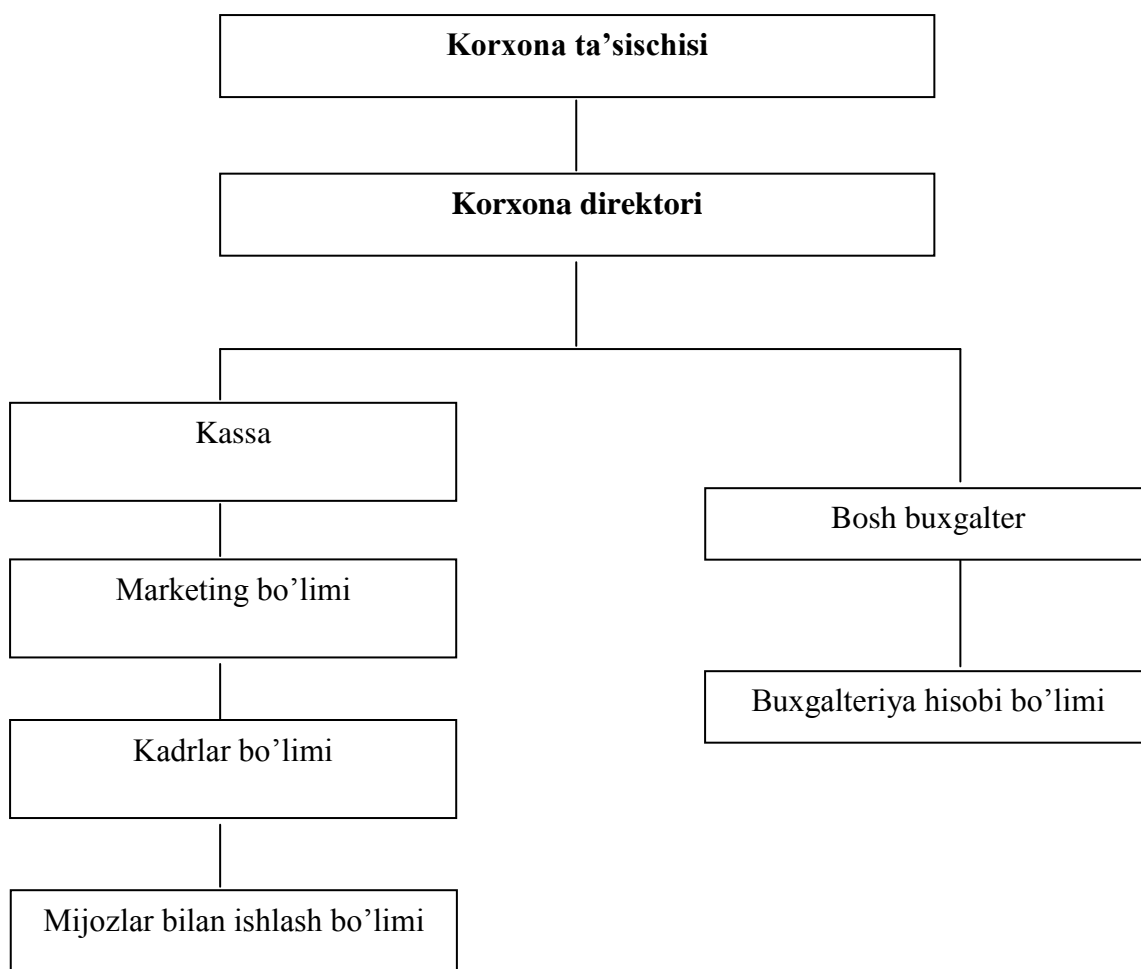 Korxona ta’sischisi
Korxona direktori
Kassa
Bosh buxgalter
Marketing bo’limi
Buxgalteriya hisobi bo’limi
Kadrlar bo’limi
Mijozlar bilan ishlash bo’limi